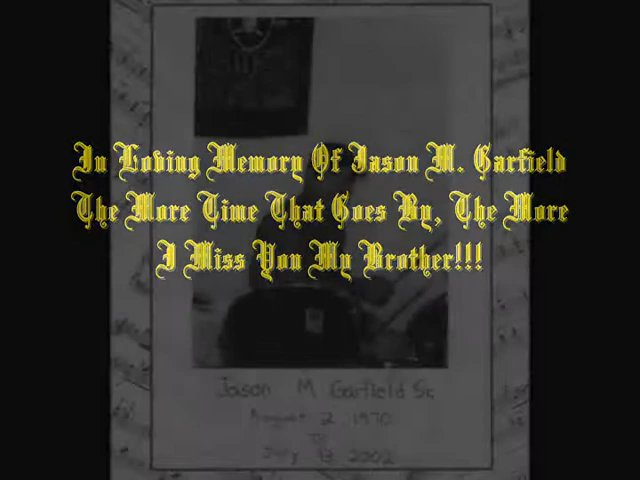 In Loving Memory Of Jason M. Garfield
The More Time That Goes By, The More
I Miss You My Brother!!!
Jason M Garfield Sr.
August 2 1970
To
July 13 2002